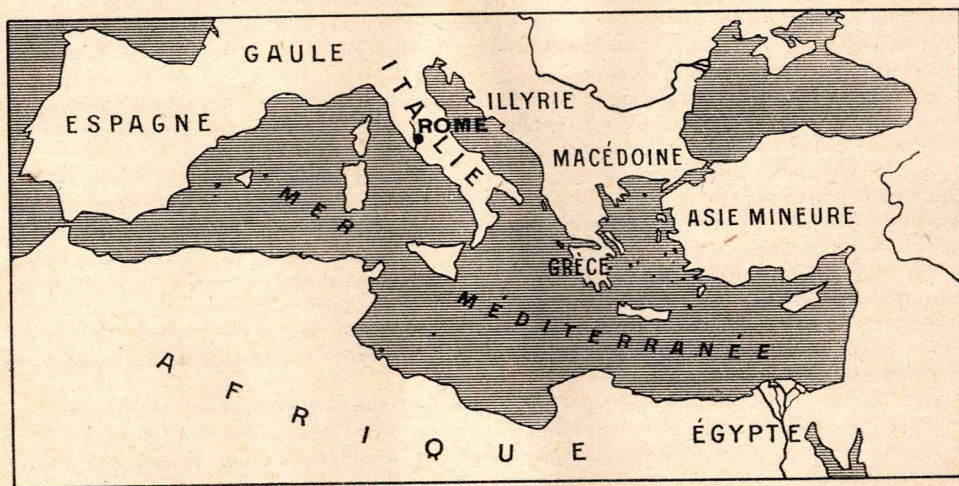 GAULE
ITALIE
ILLYRIE
ESPAGNE
ROME
MACÉDOINE
MER
ASIE MINEURE
GRÈCE
MÉDITERRANÉE
AFRIQUE
ÉGYPTE